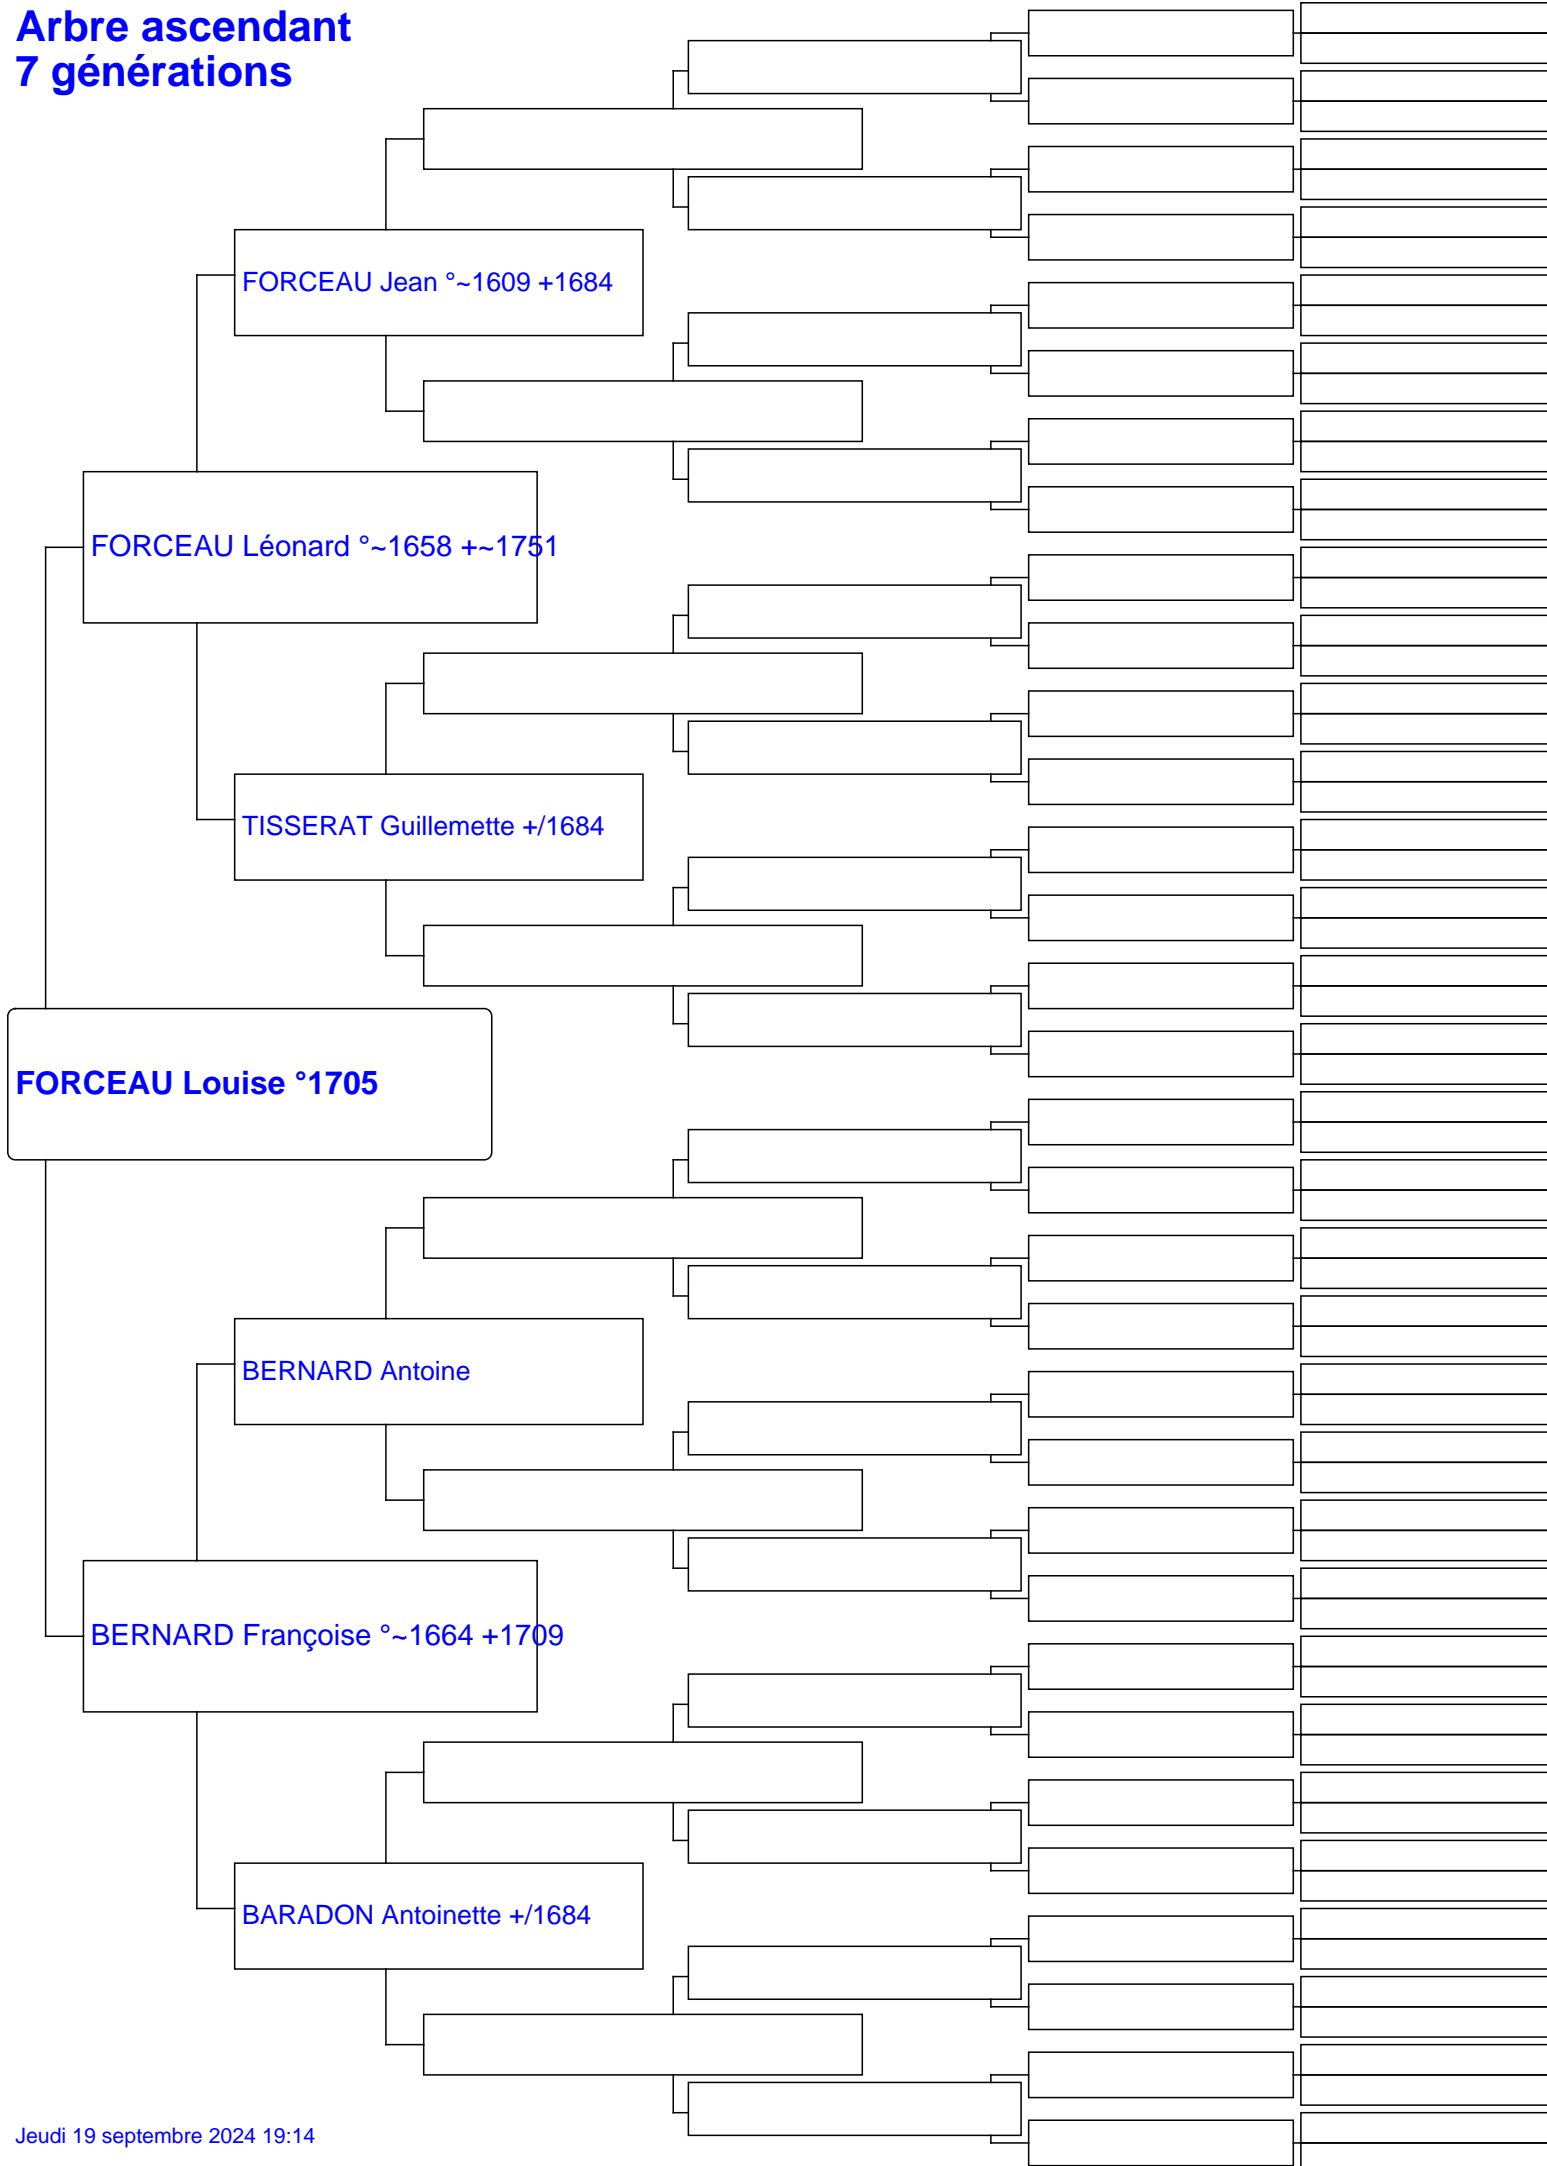 Arbre ascendant
7 générations
FORCEAU Jean °~1609 +1684
FORCEAU Léonard °~1658 +~1751
TISSERAT Guillemette +/1684
FORCEAU Louise °1705
BERNARD Antoine
BERNARD Françoise °~1664 +1709
BARADON Antoinette +/1684
Jeudi 19 septembre 2024 19:14